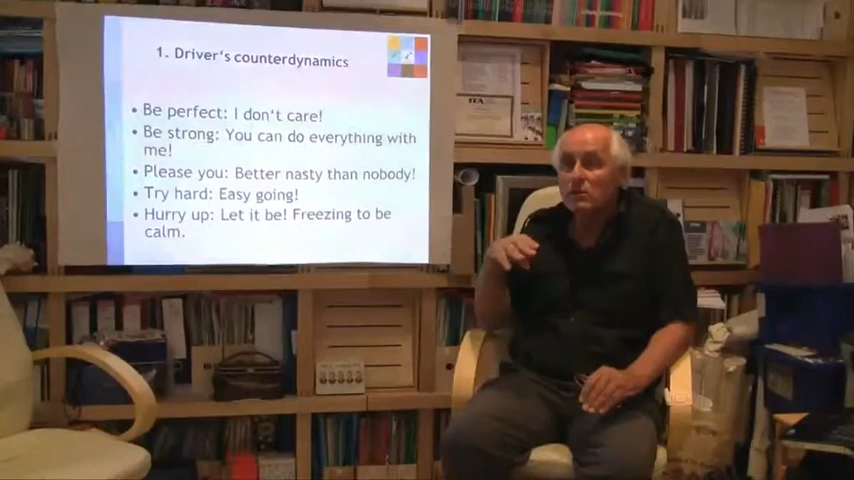 1. Driver's counterdynamics
• Be perfect: I don't care!
• Be strong: You can do everything with
me!
• Please you: Better nasty than nobody!
• Try hard: Easy going!
• Hurry up: Let it be! Freezing to be
calm.
ITA